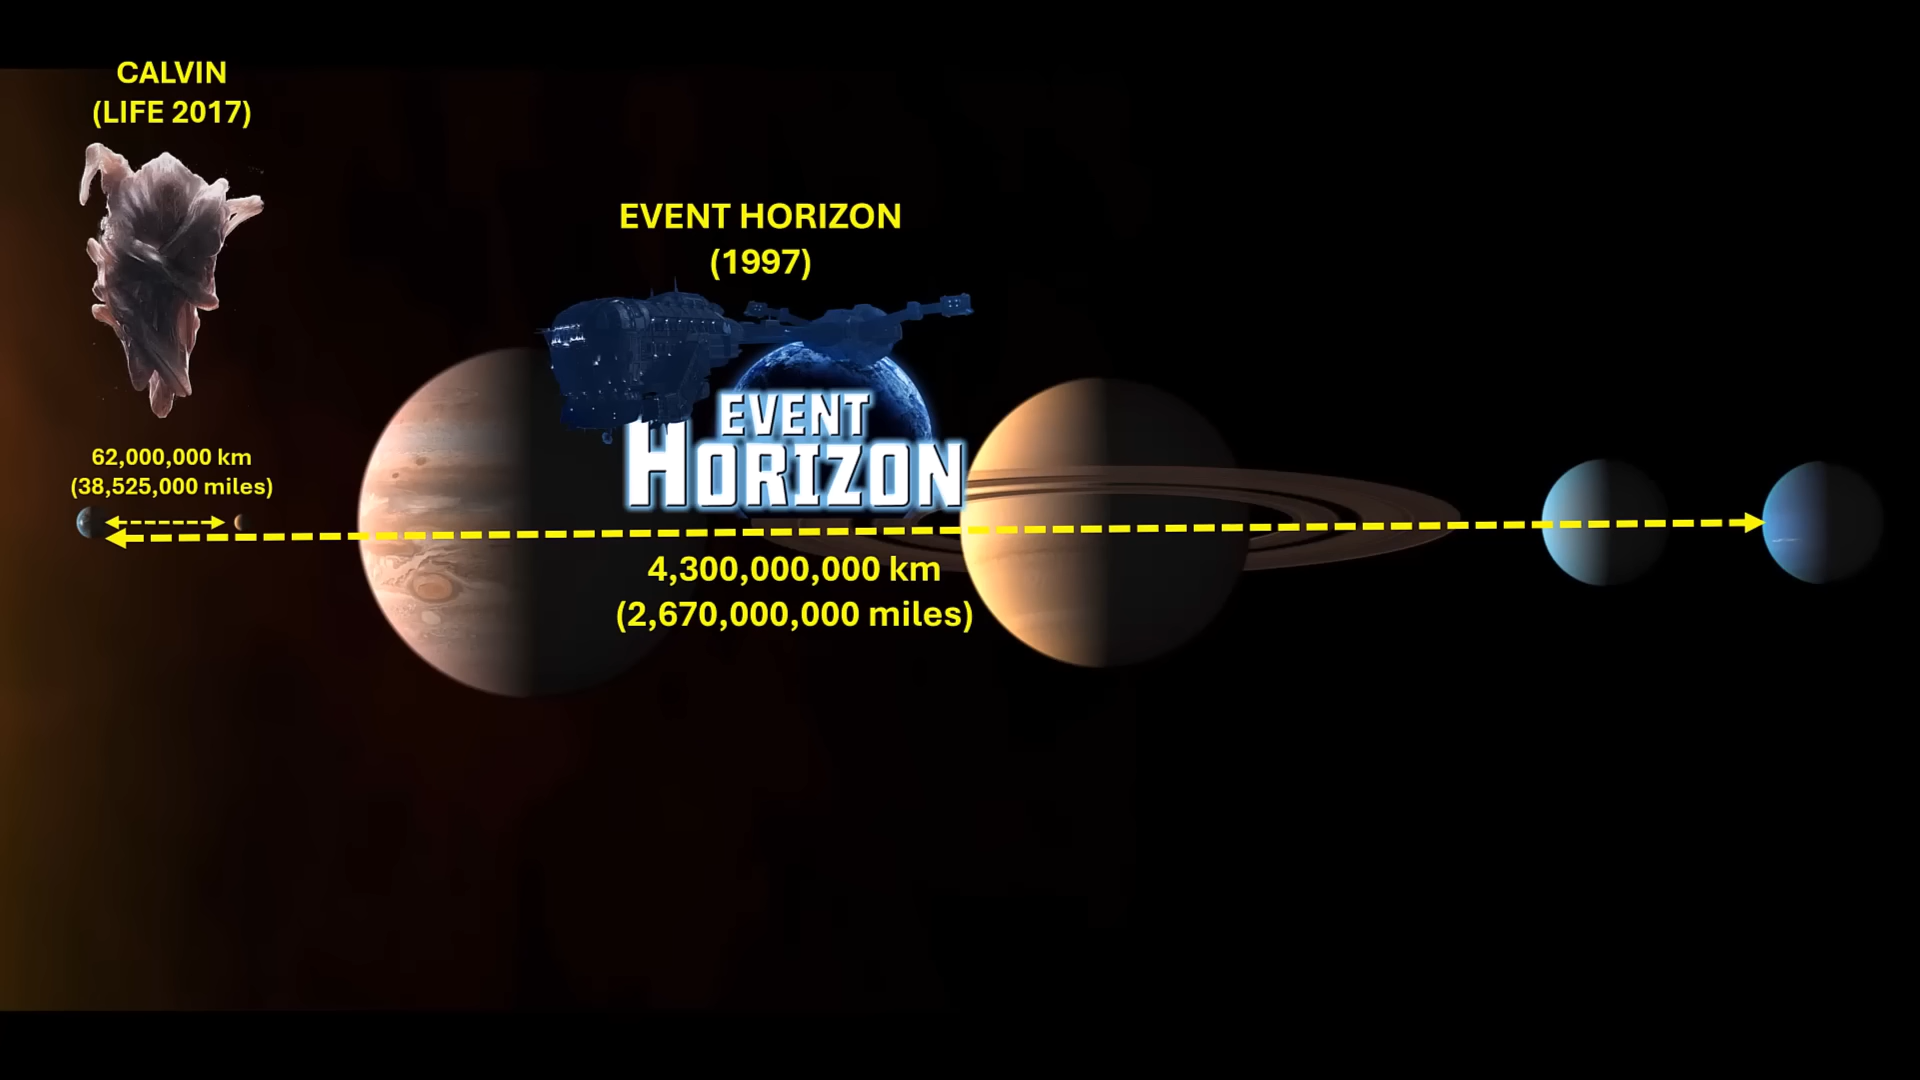 CALVIN
(LIFE 2017)
62,000,000 km
(38,525,000 miles)
EVENT HORIZON
(1997)
EVENT
HORIZON
4,300,000,000 km
(2,670,000,000 miles)